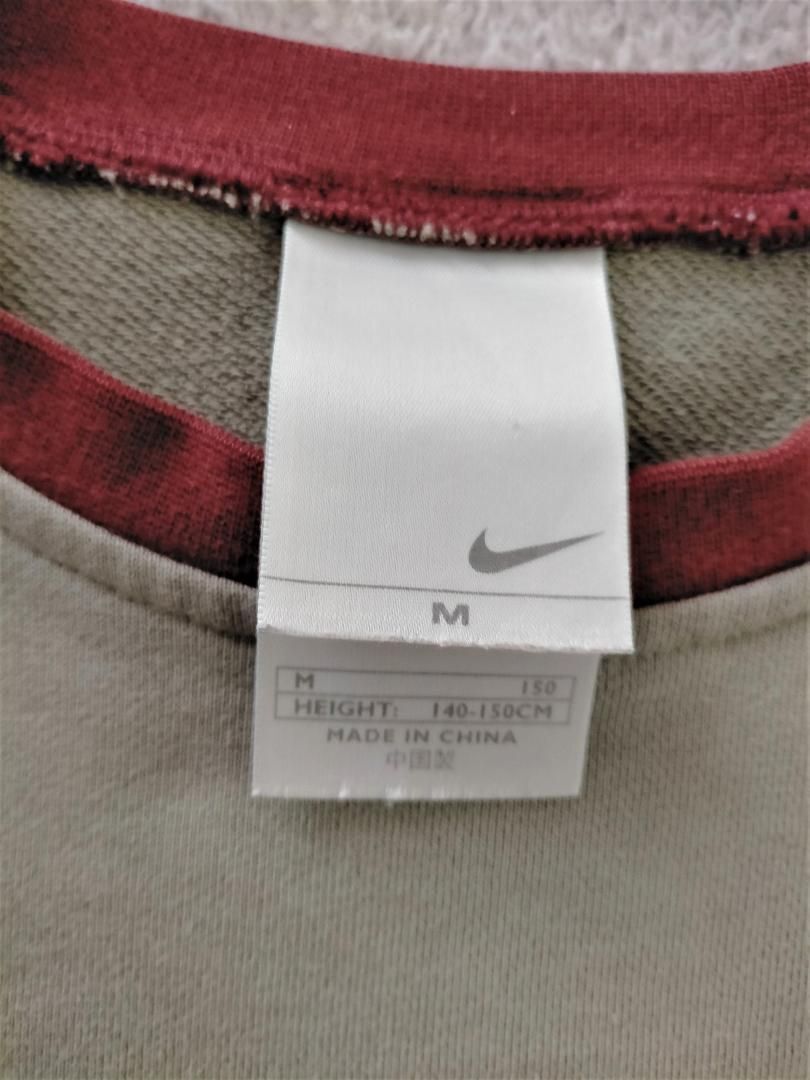 M
M 150
HEIGHT: 140-150CM
MADE IN CHINA
中国製